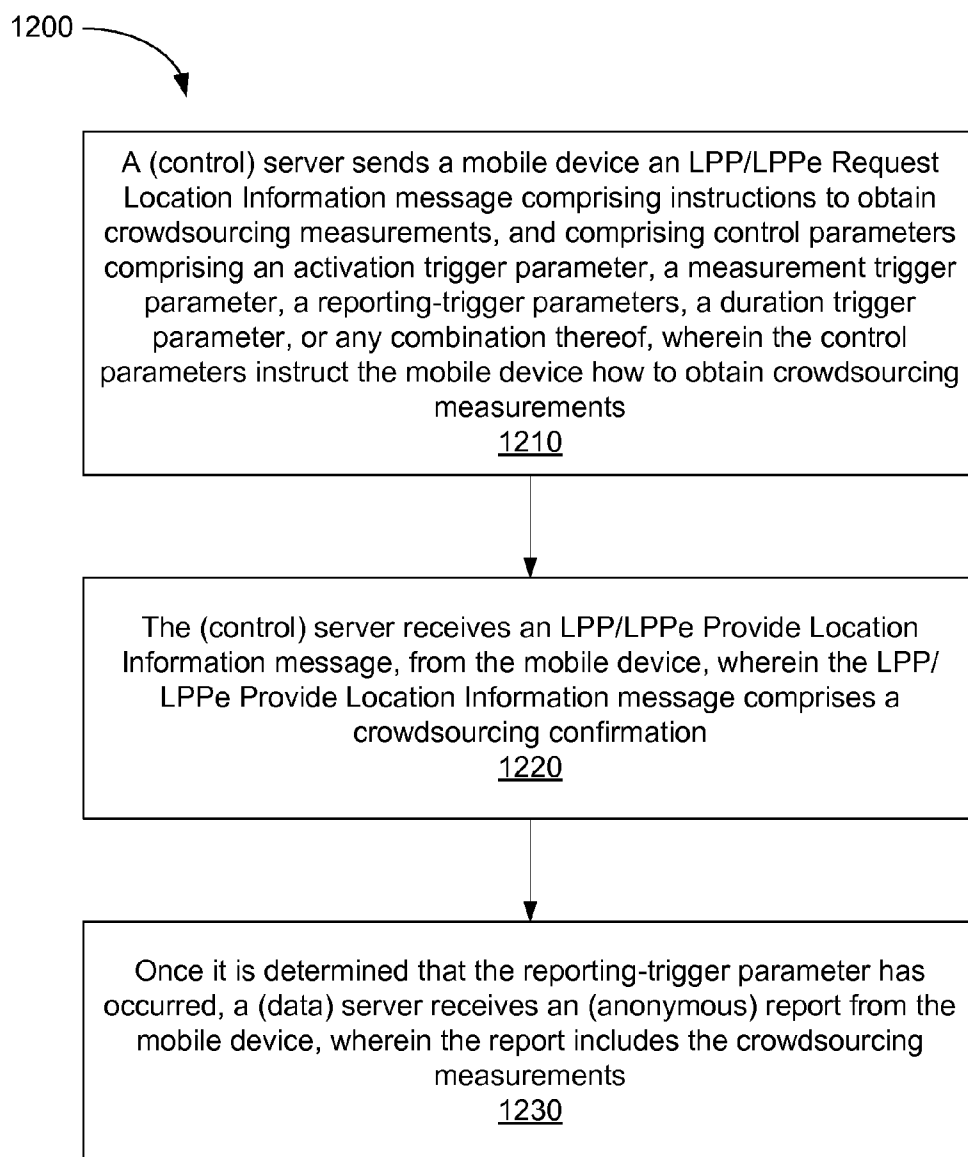 1200
A (control) server sends a mobile device an LPP/LPPe Request
Location Information message comprising instructions to obtain
crowdsourcing measurements, and comprising control parameters
comprising an activation trigger parameter, a measurement trigger
parameter, a reporting-trigger parameters, a duration trigger
parameter, or any combination thereof, wherein the control
parameters instruct the mobile device how to obtain crowdsourcing
measurements
1210
The (control) server receives an LPP/LPPe Provide Location
Information message, from the mobile device, wherein the LPP/
LPPe Provide Location Information message comprises a
crowdsourcing confirmation
1220
Once it is determined that the reporting-trigger parameter has
occurred, a (data) server receives an (anonymous) report from the
mobile device, wherein the report includes the crowdsourcing
measurements
1230